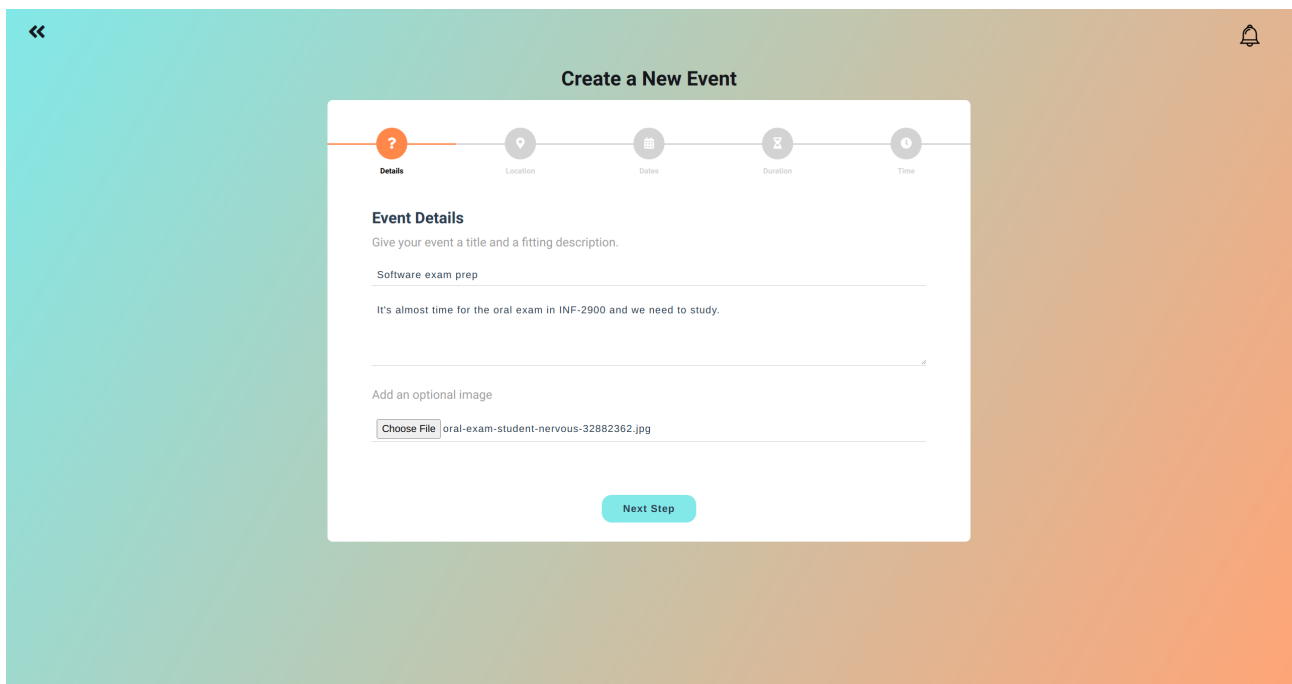 Create a New Event
?
Details
Location
Dates
Duration
Time
Event Details
Give your event a title and a fitting description.
Software exam prep
It's almost time for the oral exam in INF-2900 and we need to study.
Add an optional image
Choose File oral-exam-student-nervous-32882362.jpg
Next Step